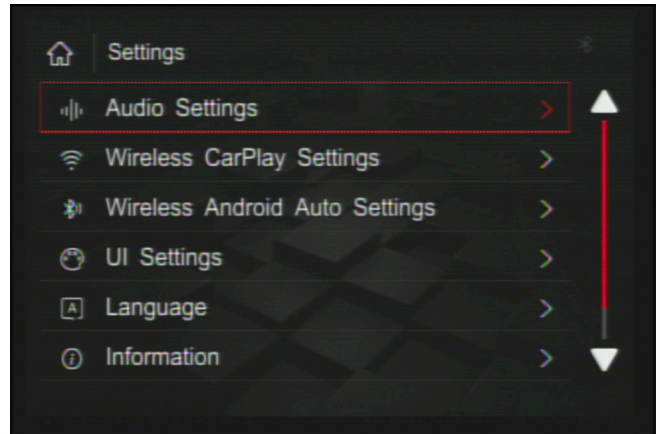 Settings
Audio Settings
Wireless CarPlay Settings
Wireless Android Auto Settings
UI Settings
Language
Information